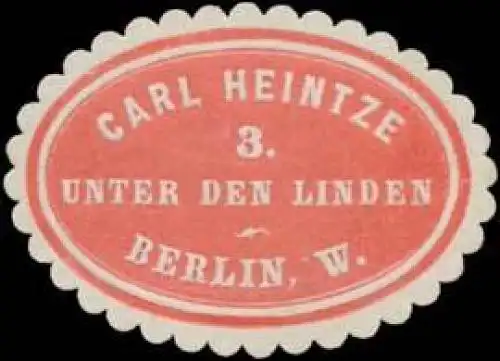 CARL HEINTZE
3.
UNTER DEN LINDEN
BERLIN, W.